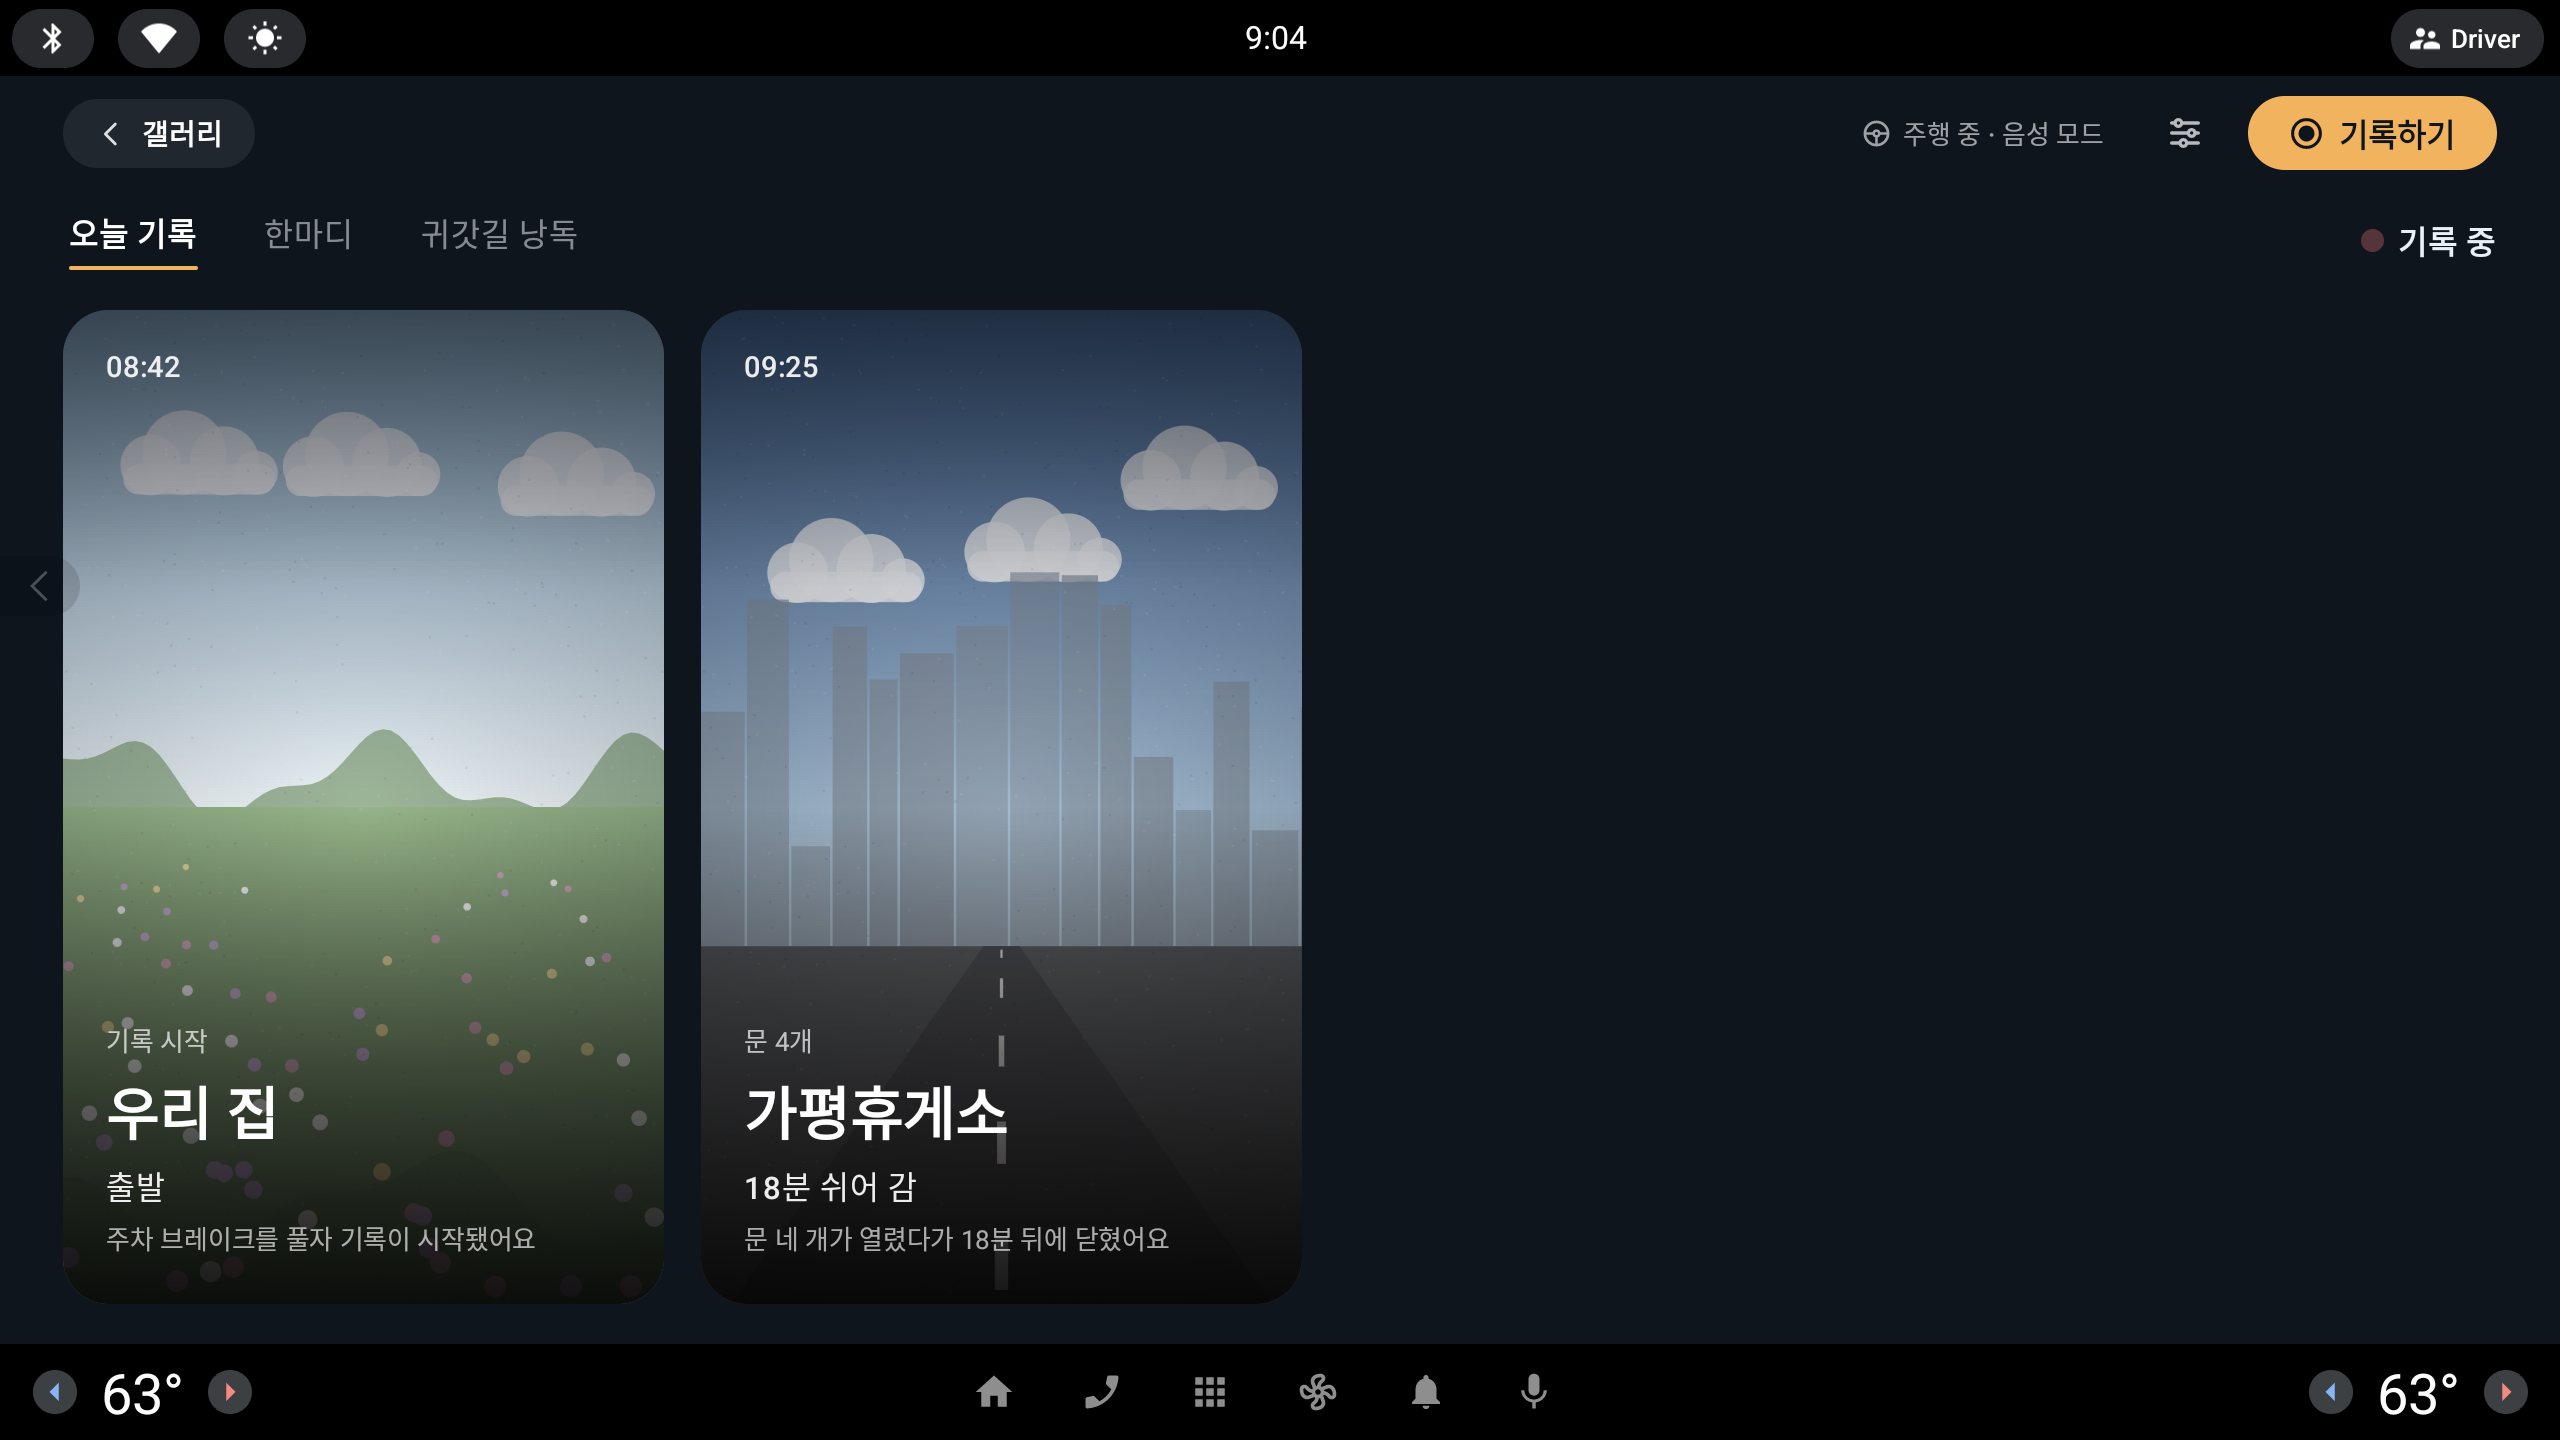 9:04
Driver
갤러리
주행 중 · 음성 모드
기록하기
오늘 기록
한마디
귀갓길 낭독
기록 중
08:42
기록 시작
우리 집
출발
주차 브레이크를 풀자 기록이 시작됐어요
09:25
문 4개
가평휴게소
18분 쉬어 감
문 네 개가 열렸다가 18분 뒤에 닫혔어요
63°
63°